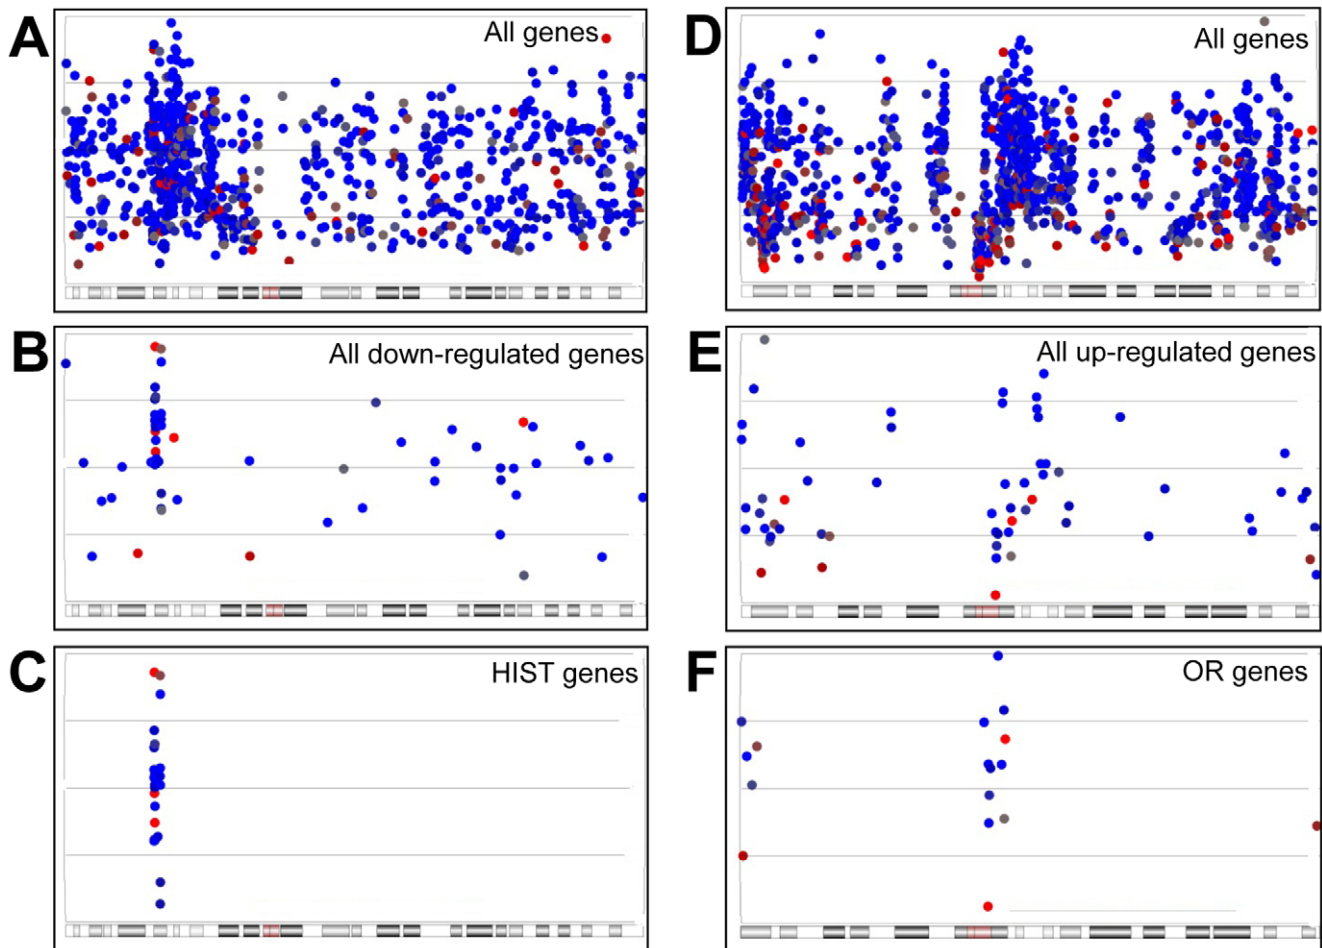 A
All genes
D
All genes
B
All down-regulated genes
E
All up-regulated genes
C
HIST genes
F
OR genes